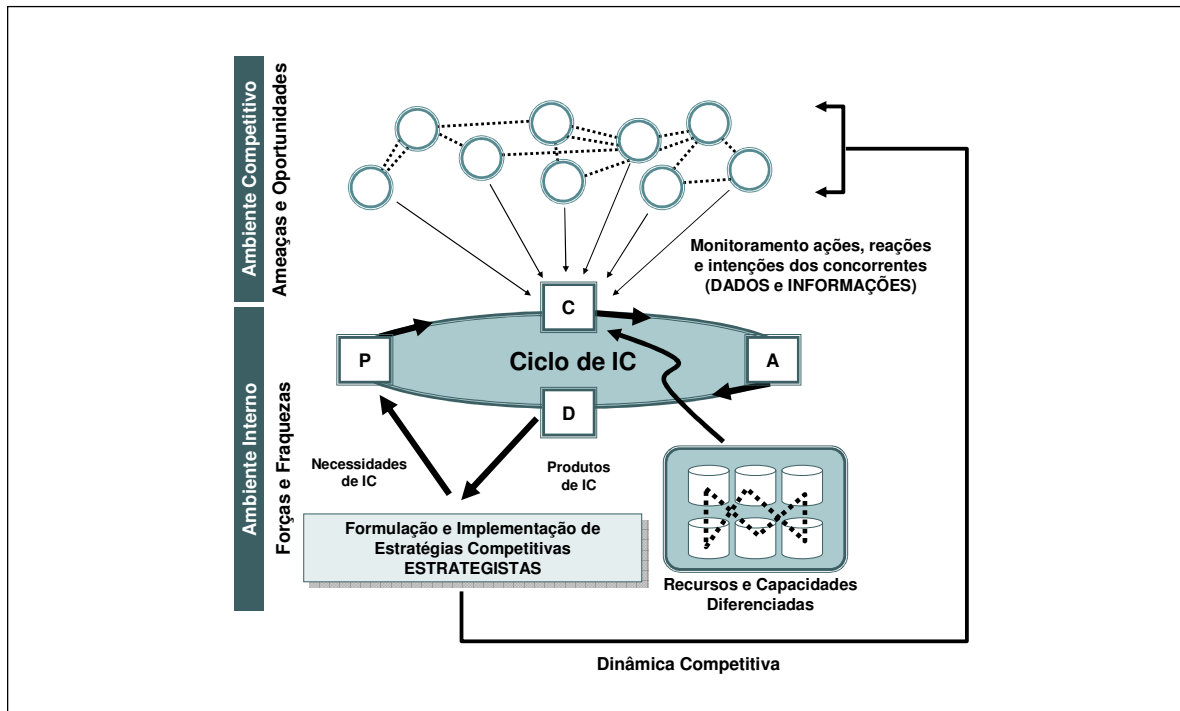 Ambiente Competitivo
Ameaças e Oportunidades
Monitoramento ações, reações
e intenções dos concorrentes
(DADOS e INFORMAÇÕES)
C
P
Ciclo de IC
A
D
Ambiente Interno
Forças e Fraquezas
Necessidades
de IC
Produtos
de IC
Formulação e Implementação de
Estratégias Competitivas
ESTRATEGISTAS
Recursos e Capacidades
Diferenciadas
Dinâmica Competitiva